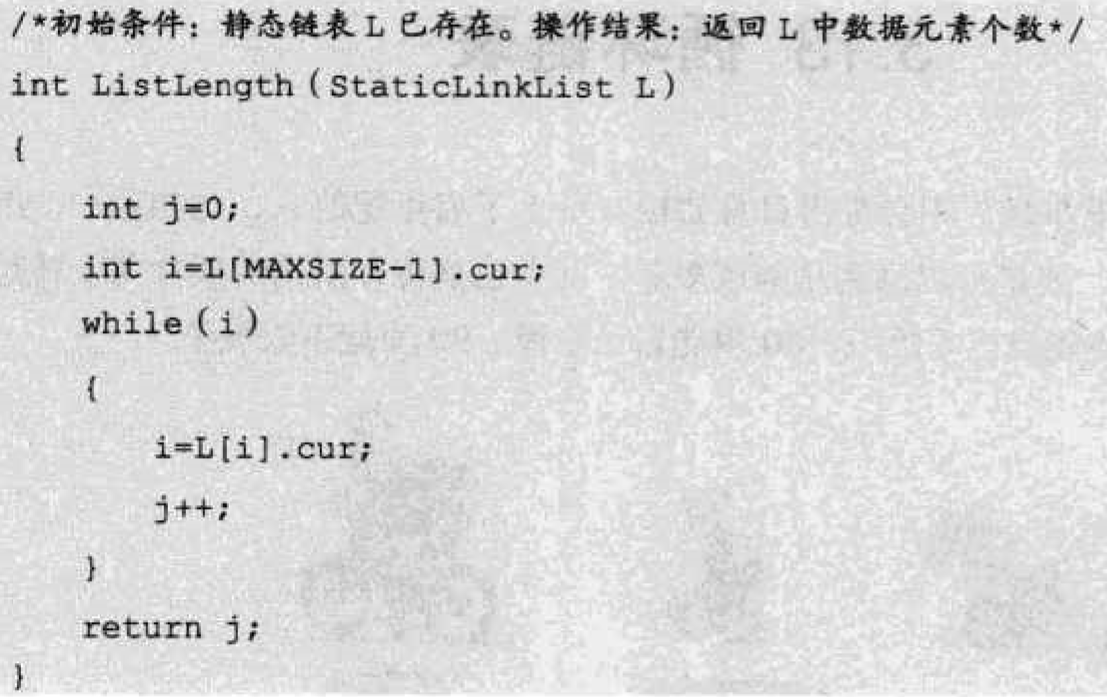 /*初始条件：静态链表 L 已存在。操作结果：返回 L 中数据元素个数*/
int ListLength（StaticLinkList L）
{
    int j=0;
    int i=L[MAXSIZE-1].cur;
    while（i）
    {
        i=L[i].cur;
        j++;
    }
    return j;
}